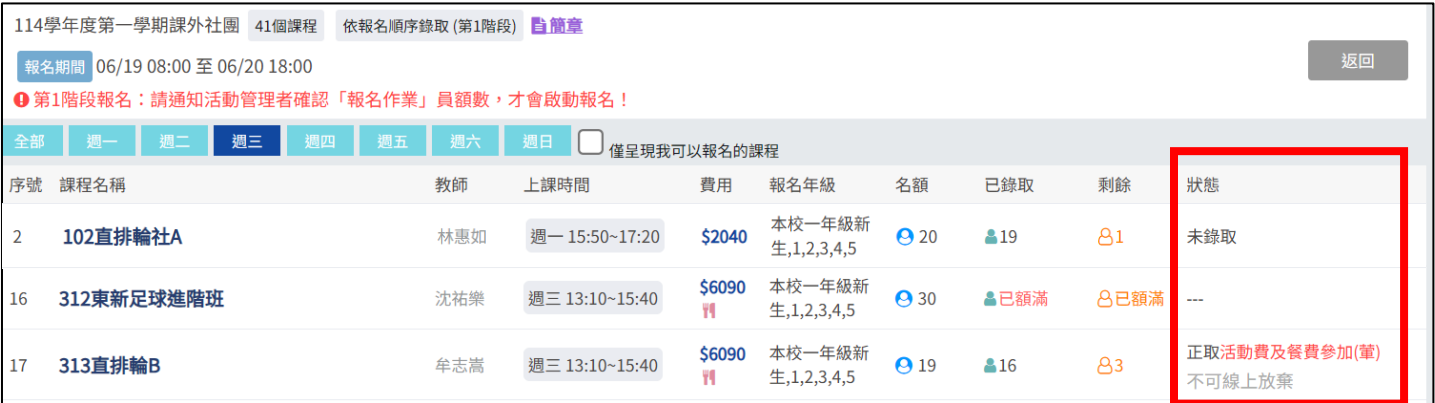 114學年度第一學期課外社團 41個課程 依報名順序錄取 (第1階段) 簡章
報名期間 06/19 08:00 至 06/20 18:00
返回
第1階段報名：請通知活動管理者確認「報名作業」員額數，才會啟動報名！
全部 週一 週二 週三 週四 週五 週六 週日 僅呈現我可以報名的課程
序號 課程名稱 教師 上課時間 費用 報名年級 名額 已錄取 剩餘 狀態
2 102直排輪社A 林惠如 週一 15:50~17:20 $2040 本校一年級新生,1,2,3,4,5 20 19 1 未錄取
16 312東新足球進階班 沈祐樂 週三 13:10~15:40 $6090 本校一年級新生,1,2,3,4,5 30 已額滿 已額滿 ---
17 313直排輪B 牟志嵩 週三 13:10~15:40 $6090 本校一年級新生,1,2,3,4,5 19 16 3 正取活動費及餐費參加(葷)
不可線上放棄